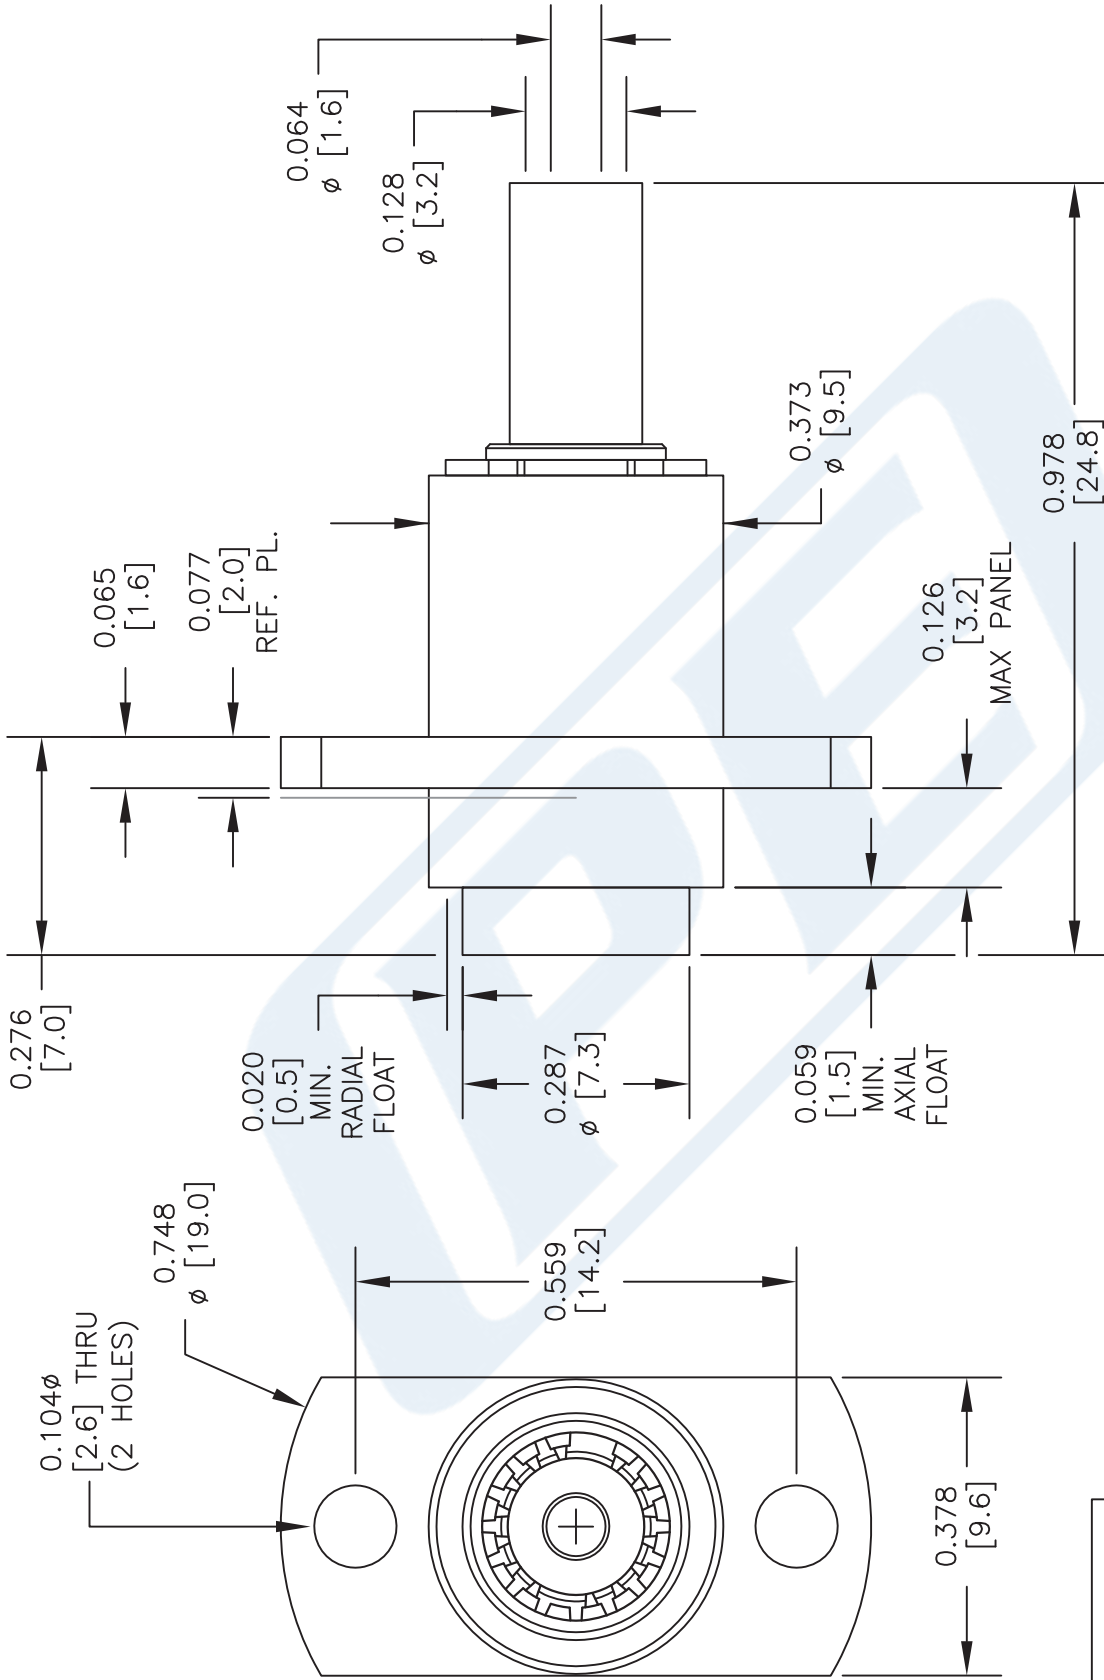 0.104ø
[2.6] THRU
(2 HOLES)
0.748
ø [19.0]
0.559
[14.2]
0.378
[9.6]
0.276
[7.0]
0.065
[1.6]
0.077
[2.0]
REF. PL.
0.064
ø [1.6]
0.128
ø [3.2]
0.020
[0.5]
MIN.
RADIAL
FLOAT
0.287
ø [7.3]
0.373
ø [9.5]
0.059
[1.5]
MIN.
AXIAL
FLOAT
0.126
[3.2]
MAX PANEL
0.978
[24.8]
PE